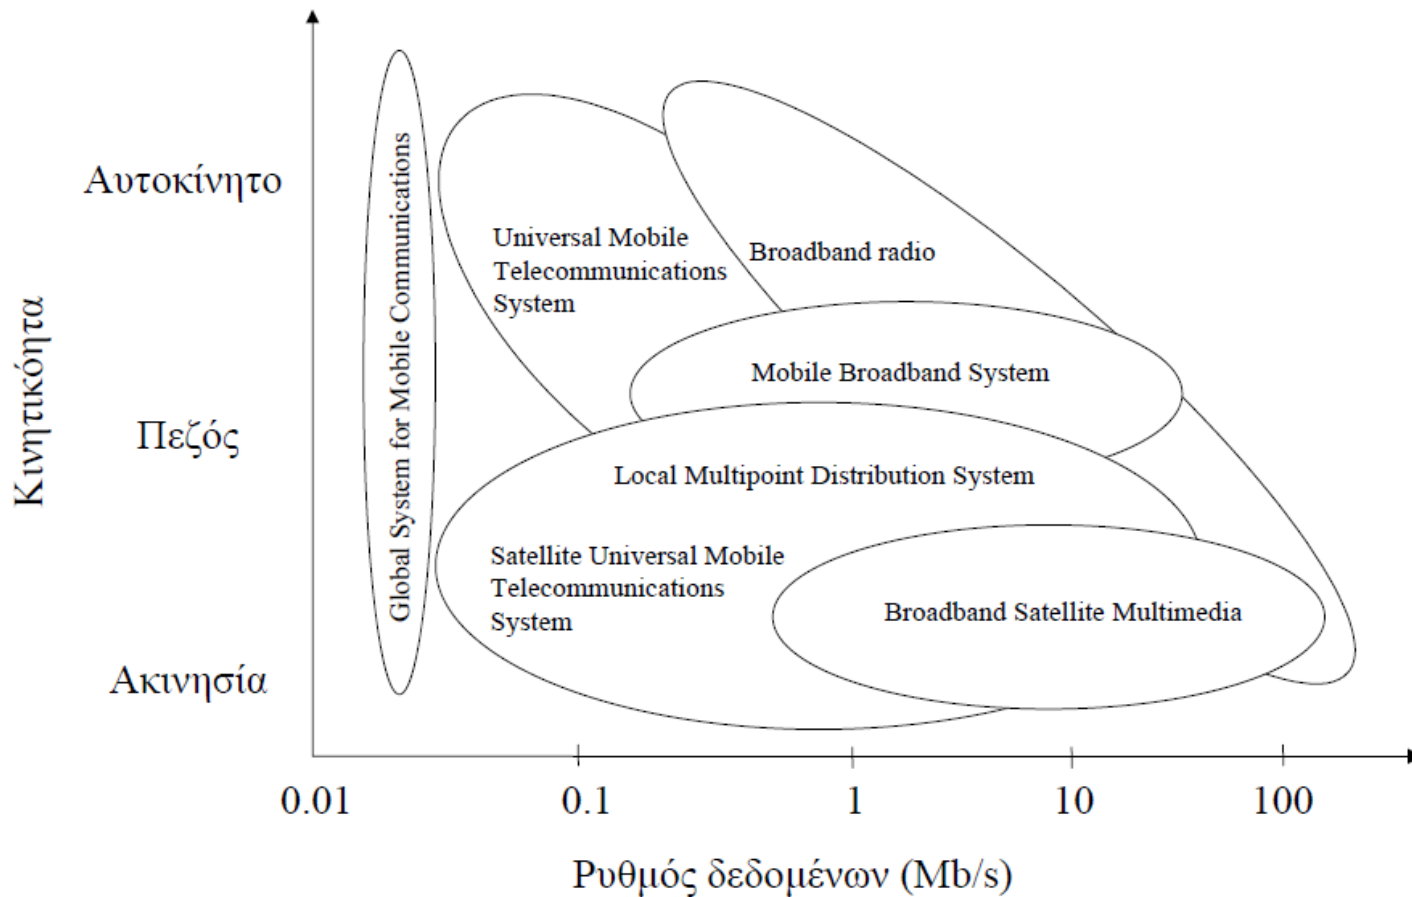 Αυτοκίνητο
Πεζός
Ακινησία
Κινητικόητα
Global System for Mobile Communications
Universal Mobile
Telecommunications
System
Broadband radio
Mobile Broadband System
Local Multipoint Distribution System
Satellite Universal Mobile
Telecommunications
System
Broadband Satellite Multimedia
0.01 0.1 1 10 100
Ρυθμός δεδομένων (Mb/s)